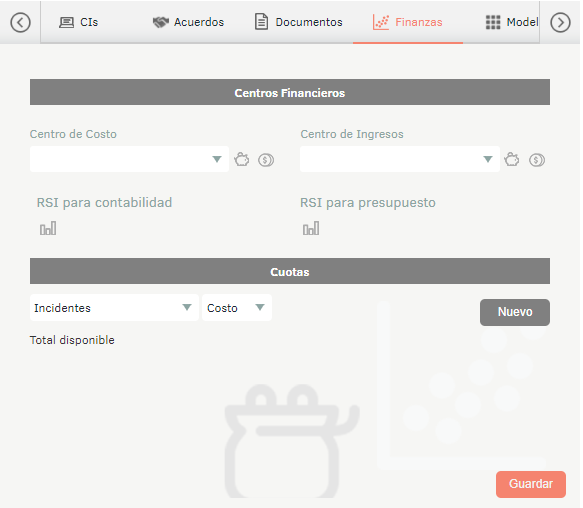 CIs Acuerdos Documentos Finanzas Model
Centros Financieros
Centro de Costo Centro de Ingresos
RSI para contabilidad RSI para presupuesto
Cuotas
Incidentes Costo Nuevo
Total disponible
Guardar